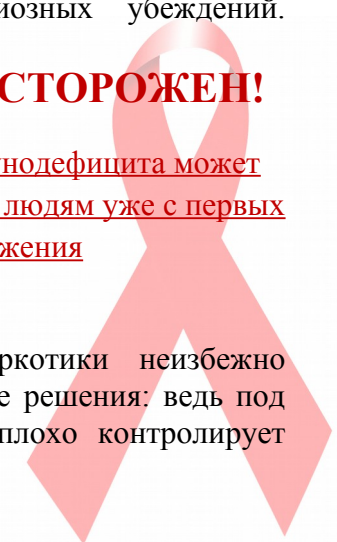 иозных убеждений.
СТОРОЖЕН!
нодефицита может
людям уже с первых
жения
ркотики неизбежно
е решения: ведь под
плохо контролирует